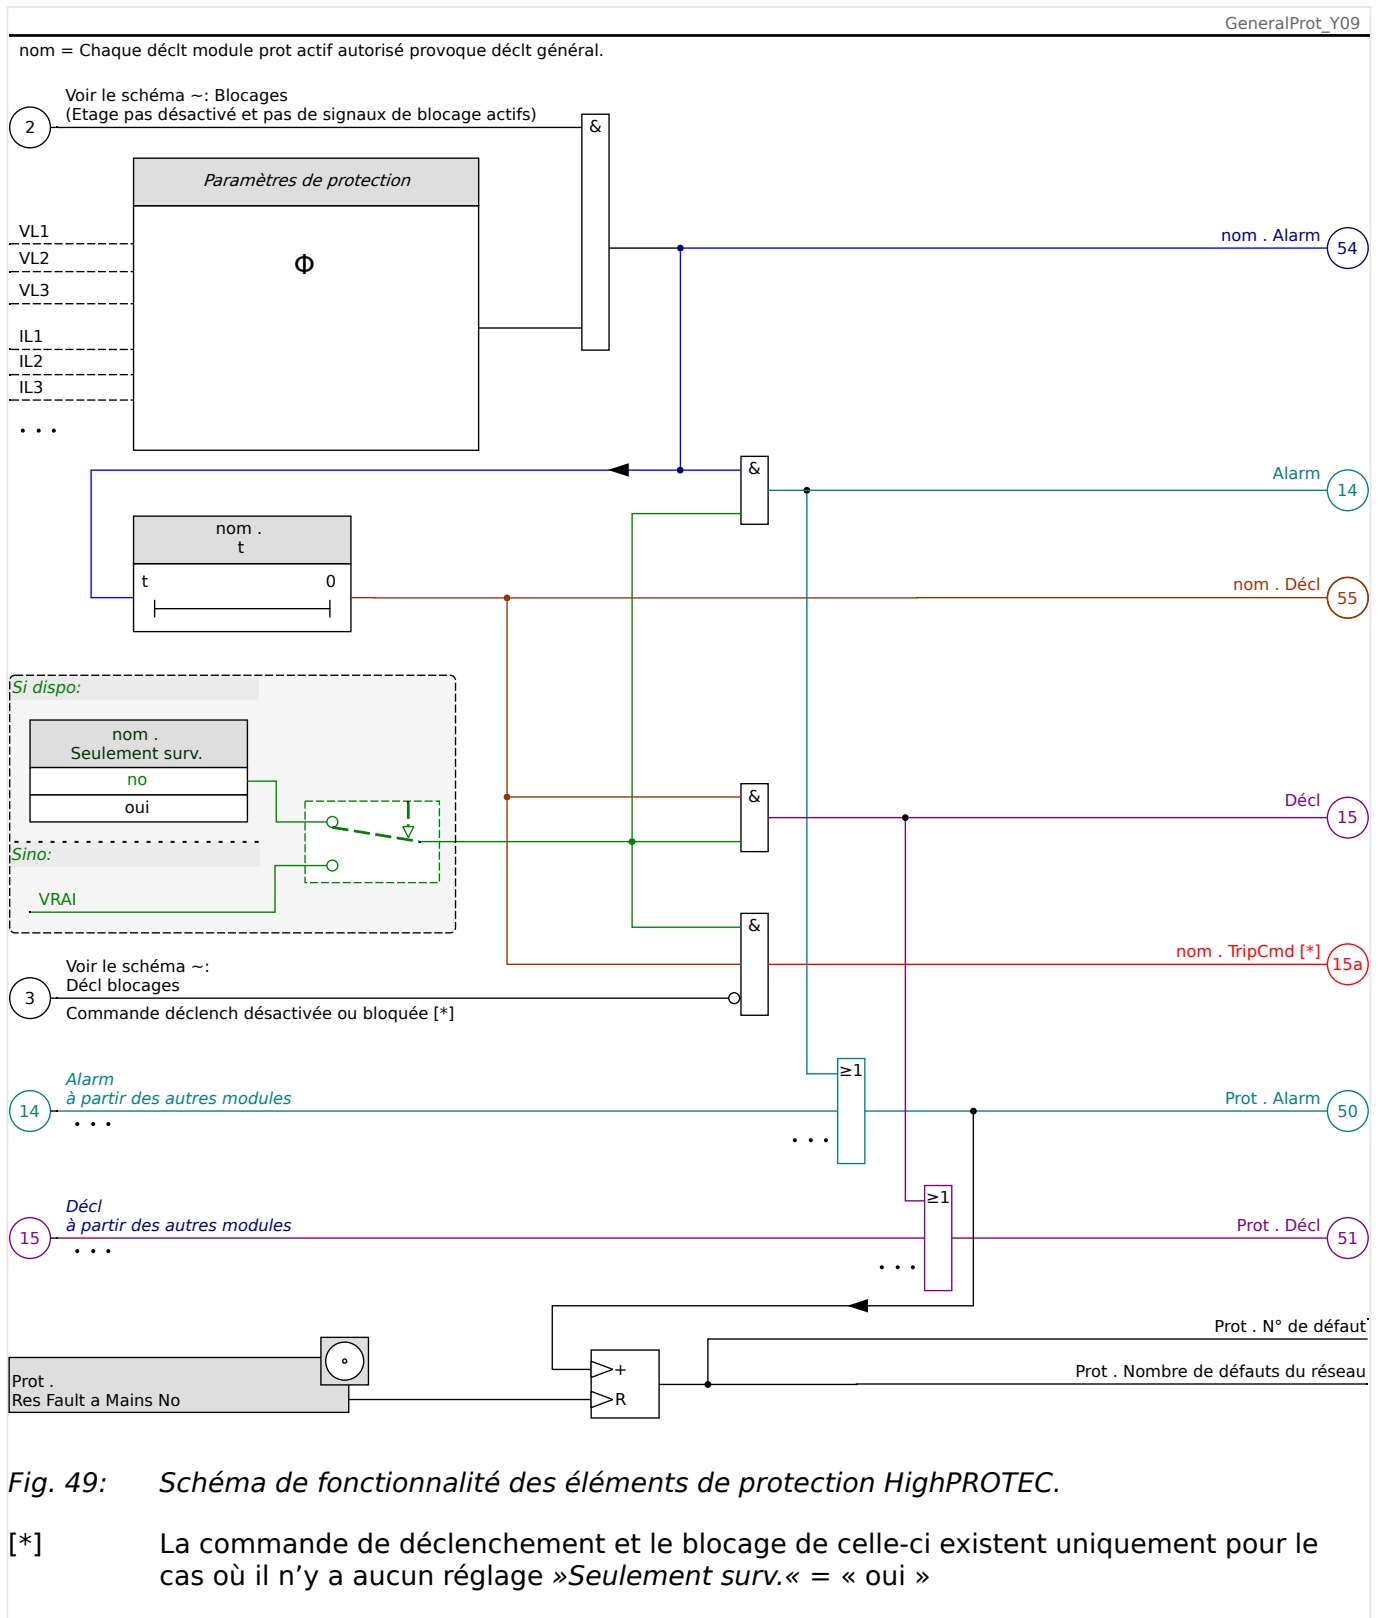 GeneralProt_Y09
nom = Chaque déclt module prot actif autorisé provoque déclt général.
Voir le schéma ~: Blocages
(Etage pas désactivé et pas de signaux de blocage actifs)
2
&
Paramètres de protection
VL1
VL2
VL3
Φ
nom . Alarm
54
IL1
IL2
IL3
. . .
&
Alarm
14
nom .
t
t 0
nom . Décl
55
Si dispo:
nom .
Seulement surv.
no
oui
&
Décl
15
Sino:
VRAI
&
nom . TripCmd [*]
15a
Voir le schéma ~:
Décl blocages
3
Commande déclench désactivée ou bloquée [*]
≥1
Alarm
à partir des autres modules
14
. . .
. . .
Prot . Alarm
50
≥1
Décl
à partir des autres modules
15
. . .
. . .
Prot . Décl
51
Prot . N° de défaut
Prot . Nombre de défauts du réseau
+
R
Prot .
Res Fault a Mains No
Fig. 49: Schéma de fonctionnalité des éléments de protection HighPROTEC.
[*] La commande de déclenchement et le blocage de celle-ci existent uniquement pour le
cas où il n’y a aucun réglage »Seulement surv.« = « oui »